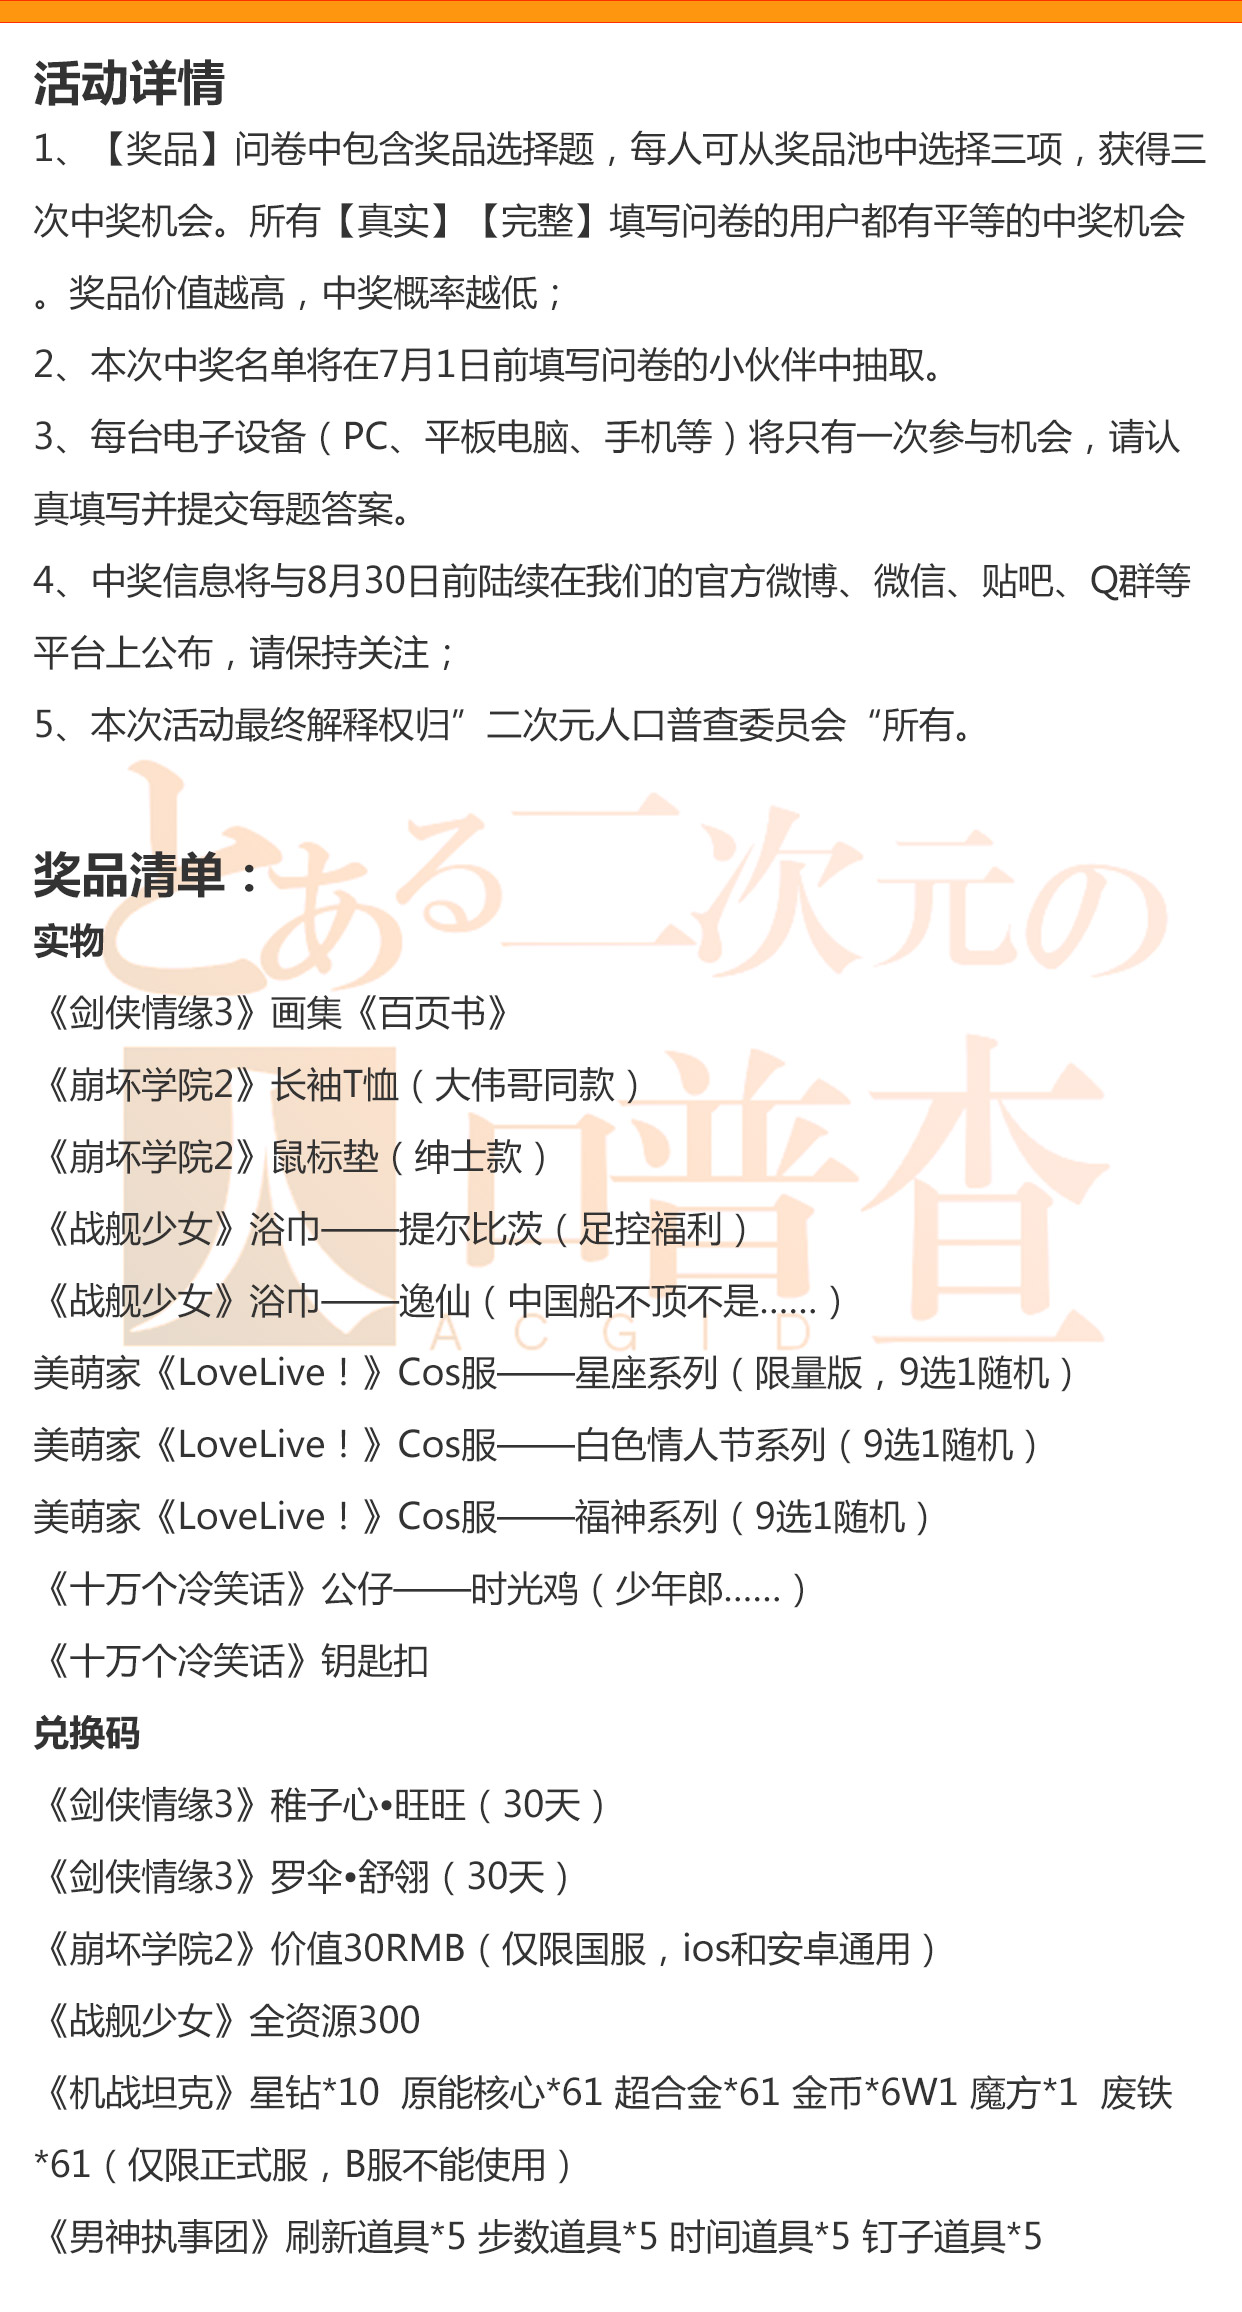 活动详情
1、【奖品】问卷中包含奖品选择题，每人可从奖品池中选择三项，获得三
次中奖机会。所有【真实】【完整】填写问卷的用户都有平等的中奖机会
。奖品价值越高，中奖概率越低；
2、本次中奖名单将在7月1日前填写问卷的小伙伴中抽取。
3、每台电子设备（PC、平板电脑、手机等）将只有一次参与机会，请认
真填写并提交每题答案。
4、中奖信息将与8月30日前陆续在我们的官方微博、微信、贴吧、Q群等
平台上公布，请保持关注；
5、本次活动最终解释权归”二次元人口普查委员会“所有。
とある二次元の
人口普查
ACGID
奖品清单：
实物
《剑侠情缘3》画集《百页书》
《崩坏学院2》长袖T恤（大伟哥同款）
《崩坏学院2》鼠标垫（绅士款）
《战舰少女》浴巾——提尔比茨（足控福利）
《战舰少女》浴巾——逸仙（中国船不顶不是……）
美萌家《LoveLive！》Cos服——星座系列（限量版，9选1随机）
美萌家《LoveLive！》Cos服——白色情人节系列（9选1随机）
美萌家《LoveLive！》Cos服——福神系列（9选1随机）
《十万个冷笑话》公仔——时光鸡（少年郎……）
《十万个冷笑话》钥匙扣
兑换码
《剑侠情缘3》稚子心•旺旺（30天）
《剑侠情缘3》罗伞•舒翎（30天）
《崩坏学院2》价值30RMB（仅限国服，ios和安卓通用）
《战舰少女》全资源300
《机战坦克》星钻*10 原能核心*61 超合金*61 金币*6W1 魔方*1 废铁
*61（仅限正式服，B服不能使用）
《男神执事团》刷新道具*5 步数道具*5 时间道具*5 钉子道具*5